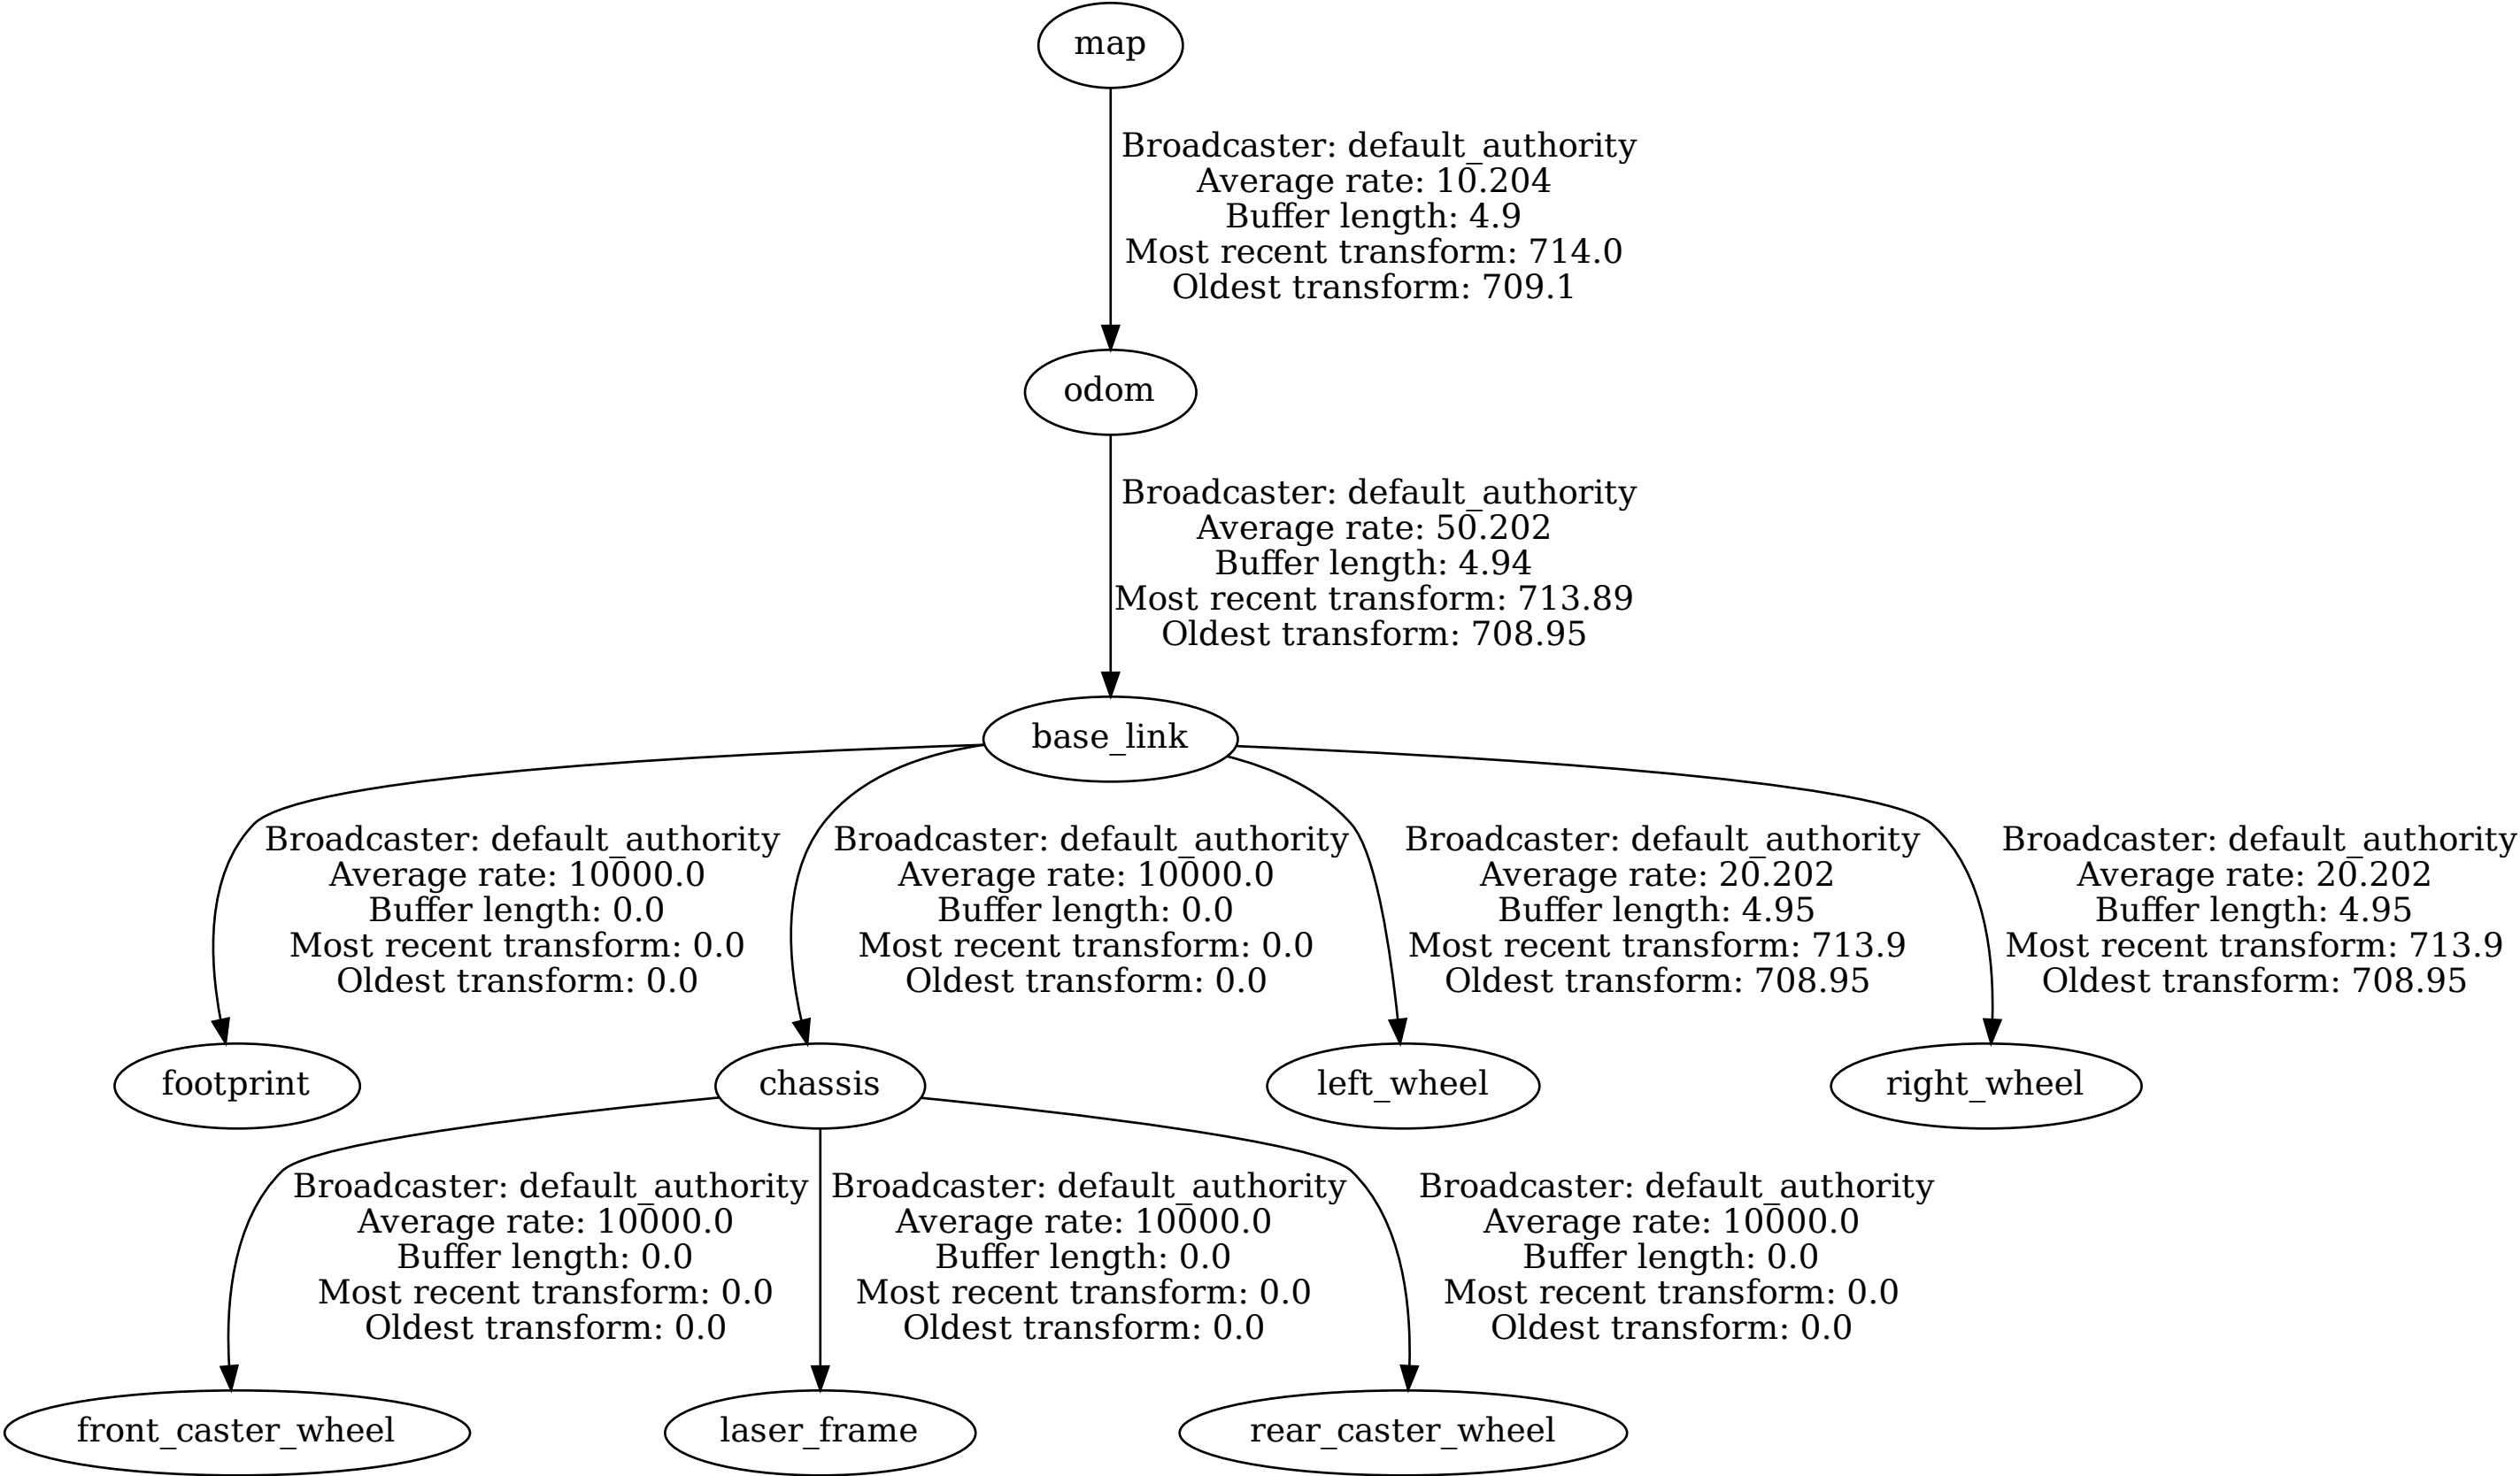 map
Broadcaster: default_authority
Average rate: 10.204
Buffer length: 4.9
Most recent transform: 714.0
Oldest transform: 709.1
odom
Broadcaster: default_authority
Average rate: 50.202
Buffer length: 4.94
Most recent transform: 713.89
Oldest transform: 708.95
base_link
Broadcaster: default_authority
Average rate: 10000.0
Buffer length: 0.0
Most recent transform: 0.0
Oldest transform: 0.0
Broadcaster: default_authority
Average rate: 10000.0
Buffer length: 0.0
Most recent transform: 0.0
Oldest transform: 0.0
Broadcaster: default_authority
Average rate: 20.202
Buffer length: 4.95
Most recent transform: 713.9
Oldest transform: 708.95
Broadcaster: default_authority
Average rate: 20.202
Buffer length: 4.95
Most recent transform: 713.9
Oldest transform: 708.95
footprint
chassis
left_wheel
right_wheel
Broadcaster: default_authority
Average rate: 10000.0
Buffer length: 0.0
Most recent transform: 0.0
Oldest transform: 0.0
Broadcaster: default_authority
Average rate: 10000.0
Buffer length: 0.0
Most recent transform: 0.0
Oldest transform: 0.0
Broadcaster: default_authority
Average rate: 10000.0
Buffer length: 0.0
Most recent transform: 0.0
Oldest transform: 0.0
front_caster_wheel
laser_frame
rear_caster_wheel